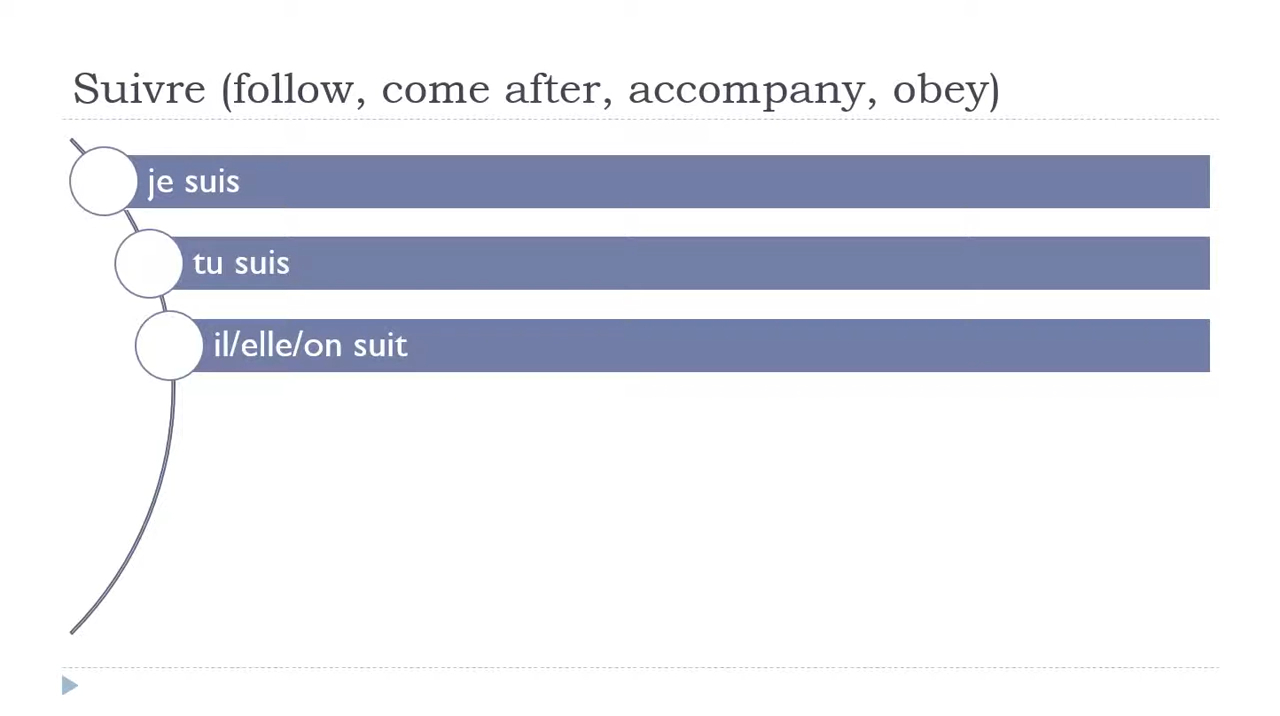 Suivre (follow, come after, accompany, obey)
je suis
tu suis
il/elle/on suit